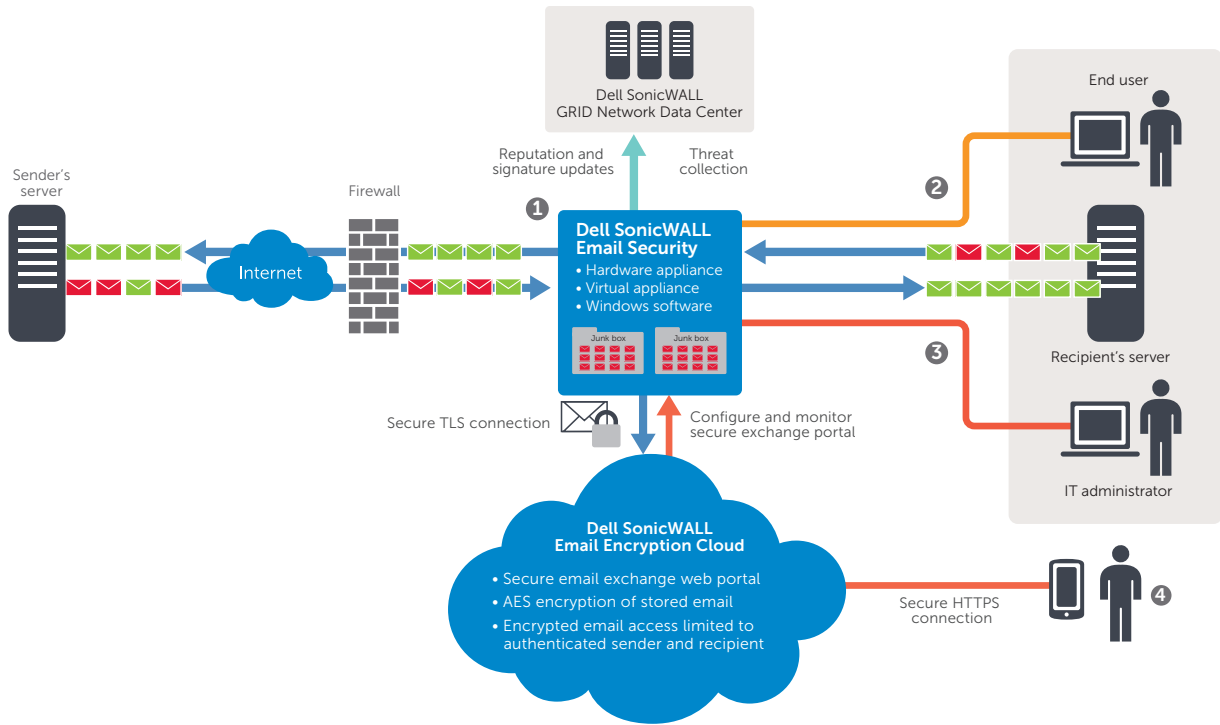 Dell SonicWALL
GRID Network Data Center
Reputation and
signature updates
Threat
collection
End user
Sender's
server
Firewall
1
2
Dell SonicWALL
Email Security
• Hardware appliance
• Virtual appliance
• Windows software
Internet
Junk box
Junk box
3
Recipient's server
Secure TLS connection
Configure and monitor
secure exchange portal
IT administrator
Dell SonicWALL
Email Encryption Cloud
• Secure email exchange web portal
• AES encryption of stored email
• Encrypted email access limited to
authenticated sender and recipient
Secure HTTPS
connection
4